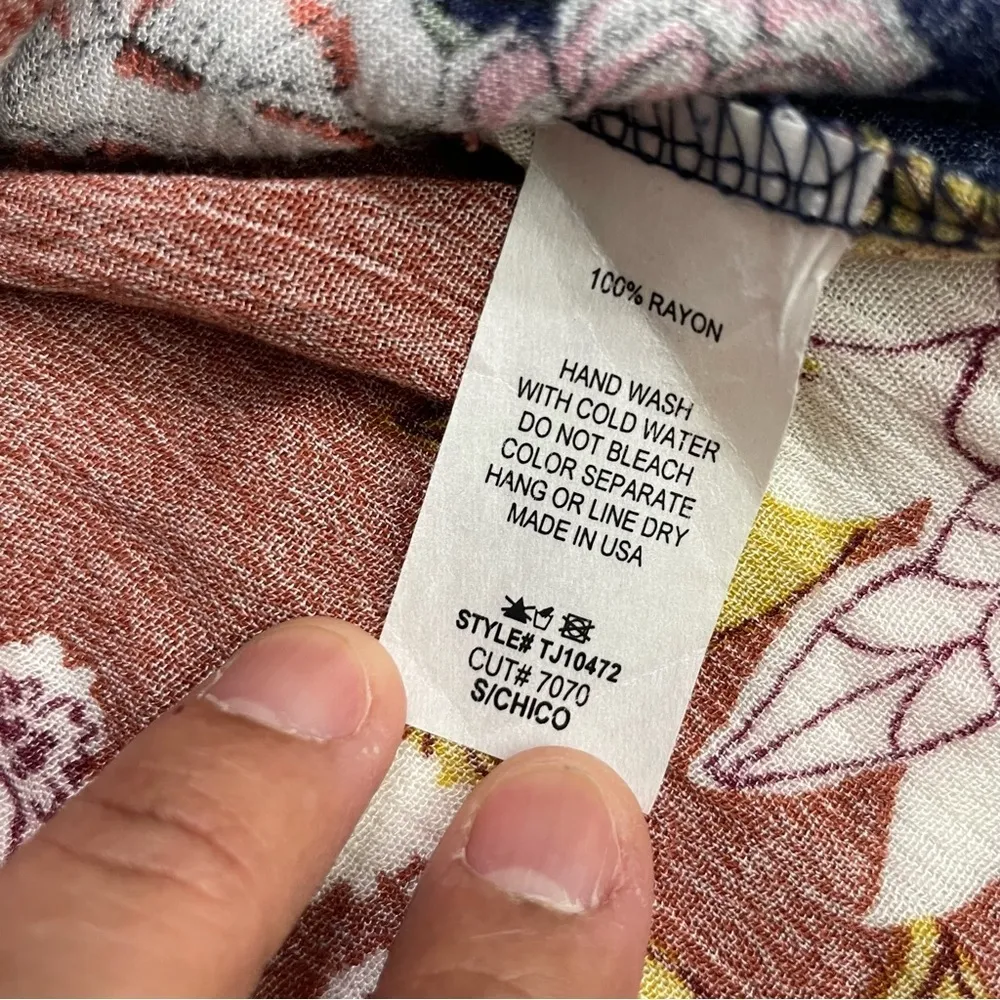 100% RAYON
HAND WASH
WITH COLD WATER
DO NOT BLEACH
COLOR SEPARATE
HANG OR LINE DRY
MADE IN USA
STYLE# TJ10472
CUT# 7070
S/CHICO